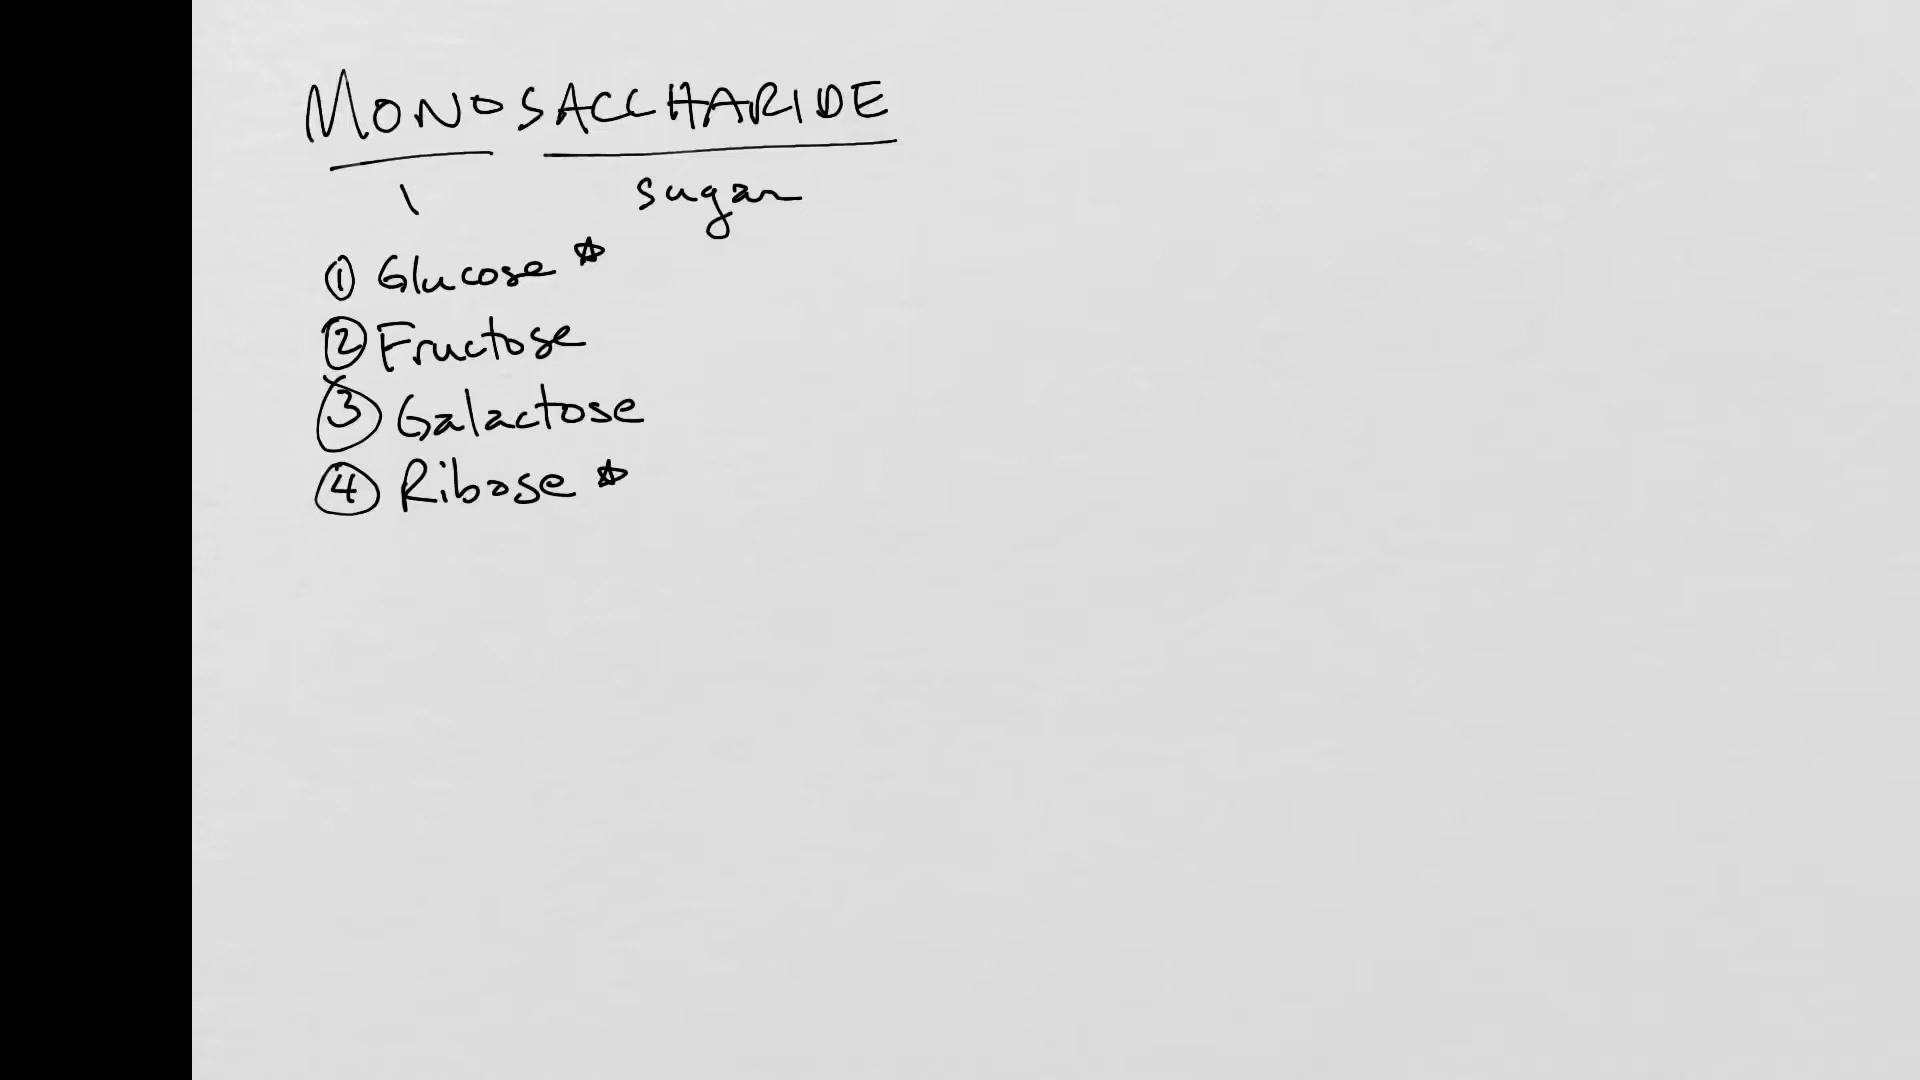 MONOSACCHARIDE
1 sugar
① Glucose ☆
② Fructose
③ Galactose
④ Ribose ☆